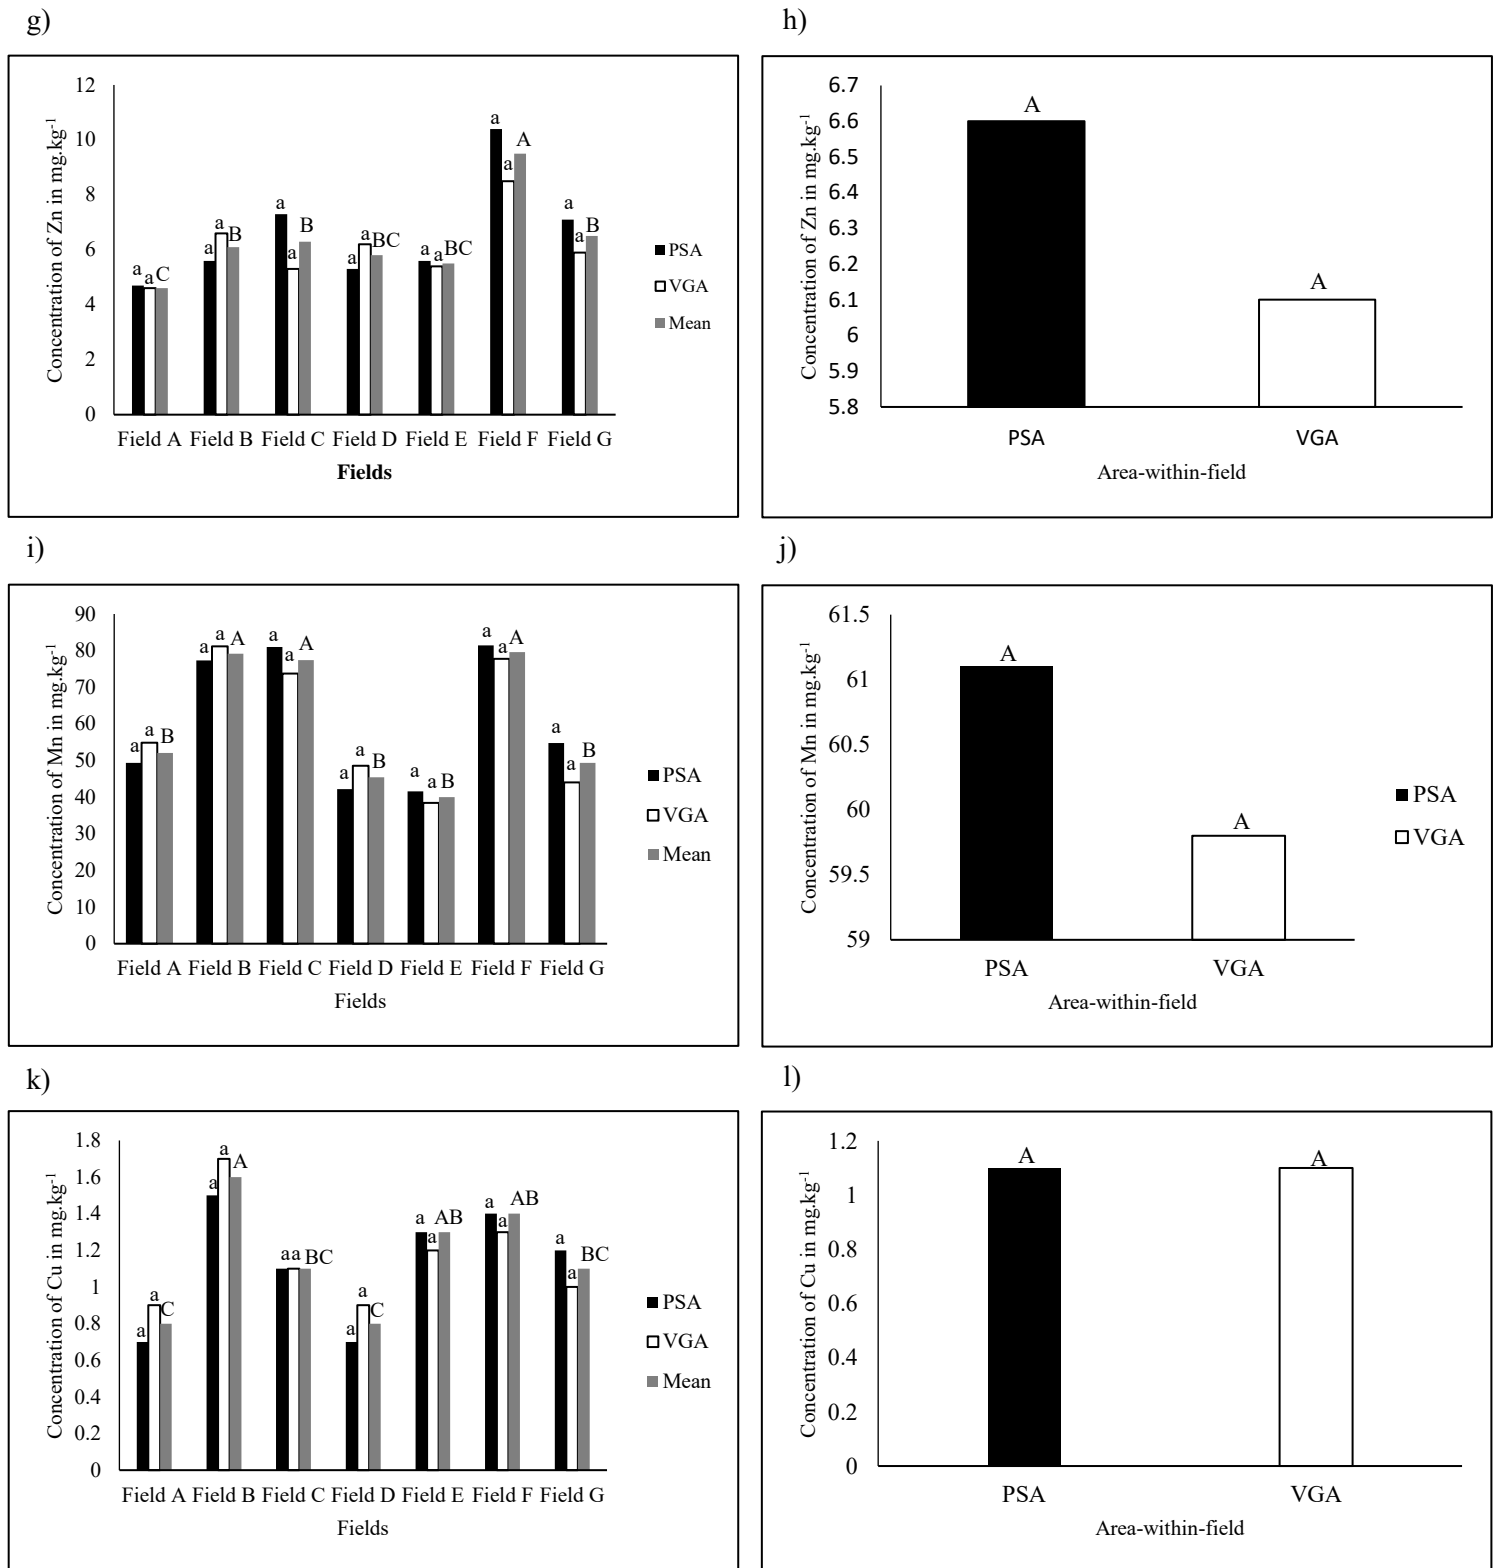 g)
Concentration of Zn in mg.kg-1
12
10
8
6
4
2
0
a a C
a a B
a a B
a a BC
a a BC
a a A
a a B
Field A Field B Field C Field D Field E Field F Field G
Fields
PSA
VGA
Mean
h)
Concentration of Zn in mg.kg-1
6.7
6.6
6.5
6.4
6.3
6.2
6.1
6
5.9
5.8
A
A
PSA VGA
Area-within-field
i)
Concentration of Mn in mg.kg-1
90
80
70
60
50
40
30
20
10
0
a a B
a a A
a a A
a a B
a a B
a a A
a a B
Field A Field B Field C Field D Field E Field F Field G
Fields
PSA
VGA
Mean
j)
Concentration of Mn in mg.kg-1
61.5
61
60.5
60
59.5
59
A
A
PSA VGA
Area-within-field
PSA
VGA
k)
Concentration of Cu in mg.kg-1
1.8
1.6
1.4
1.2
1
0.8
0.6
0.4
0.2
0
a a C
a a A
a a BC
a a C
a a AB
a a AB
a a BC
Field A Field B Field C Field D Field E Field F Field G
Fields
PSA
VGA
Mean
l)
Concentration of Cu in mg.kg-1
1.2
1
0.8
0.6
0.4
0.2
0
A
A
PSA VGA
Area-within-field